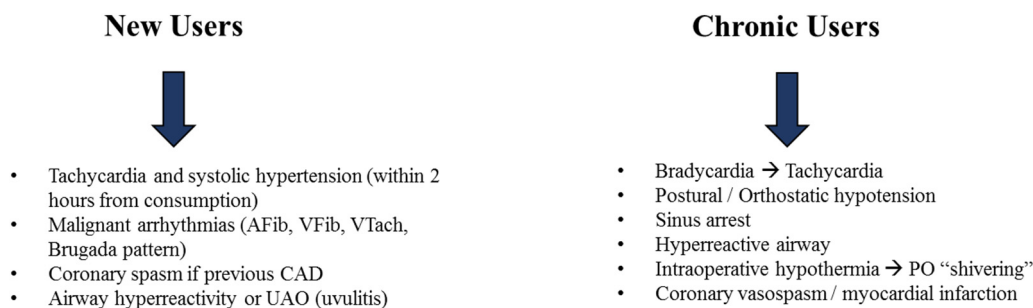 New Users
• Tachycardia and systolic hypertension (within 2
hours from consumption)
• Malignant arrhythmias (AFib, VFib, VTach,
Brugada pattern)
• Coronary spasm if previous CAD
• Airway hyperreactivity or UAO (uvulitis)
Chronic Users
• Bradycardia → Tachycardia
• Postural / Orthostatic hypotension
• Sinus arrest
• Hyperreactive airway
• Intraoperative hypothermia → PO “shivering”
• Coronary vasospasm / myocardial infarction